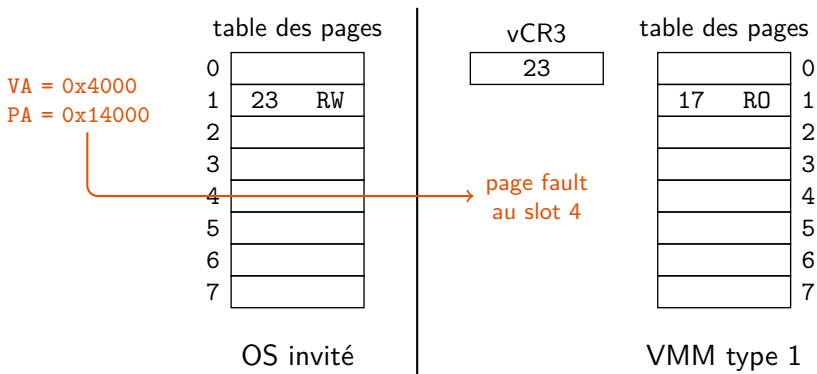 table des pages
vCR3
table des pages
23
VA = 0x4000
PA = 0x14000
0
1 23 RW
2
3
4
5
6
7
page fault
au slot 4
0
17 RO 1
2
3
4
5
6
7
OS invité
VMM type 1